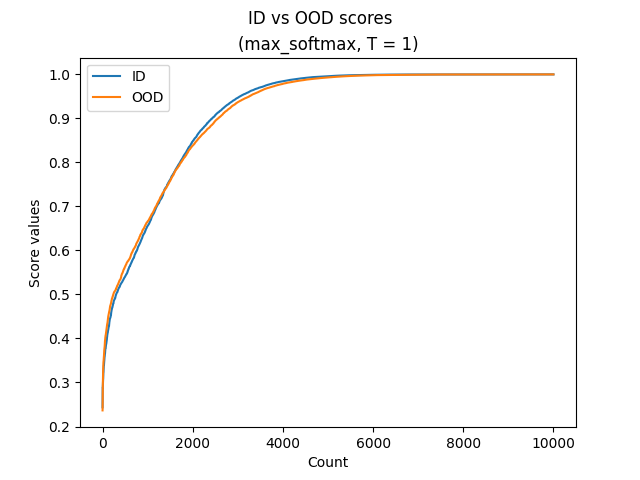 ID vs OOD scores
(max_softmax, T = 1)
ID
OOD
1.0
0.9
0.8
0.7
0.6
0.5
0.4
0.3
0.2
Score values
0 2000 4000 6000 8000 10000
Count